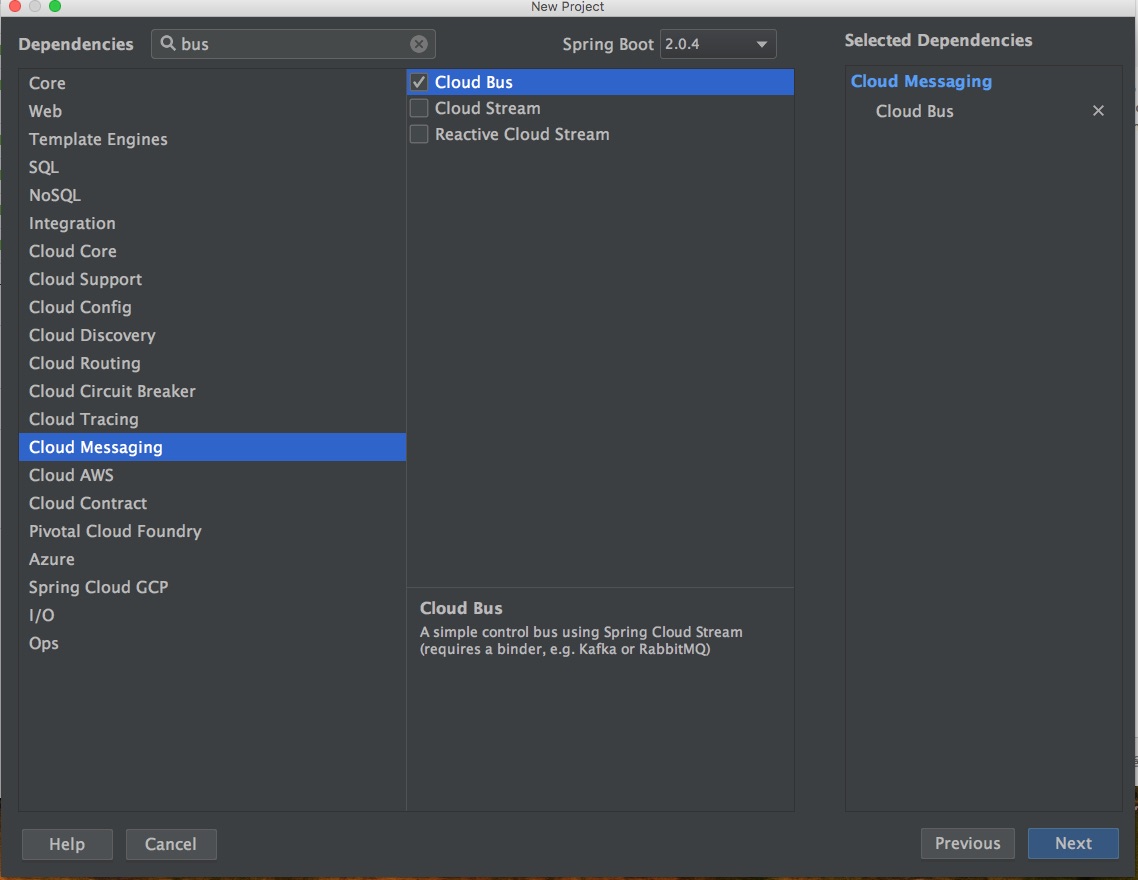 New Project
Dependencies
bus
Spring Boot 2.0.4
Selected Dependencies
Core
Web
Template Engines
SQL
NoSQL
Integration
Cloud Core
Cloud Support
Cloud Config
Cloud Discovery
Cloud Routing
Cloud Circuit Breaker
Cloud Tracing
Cloud Messaging
Cloud AWS
Cloud Contract
Pivotal Cloud Foundry
Azure
Spring Cloud GCP
I/O
Ops
Cloud Bus
Cloud Stream
Reactive Cloud Stream
Cloud Bus
A simple control bus using Spring Cloud Stream
(requires a binder, e.g. Kafka or RabbitMQ)
Cloud Messaging
Cloud Bus
Help
Cancel
Previous
Next